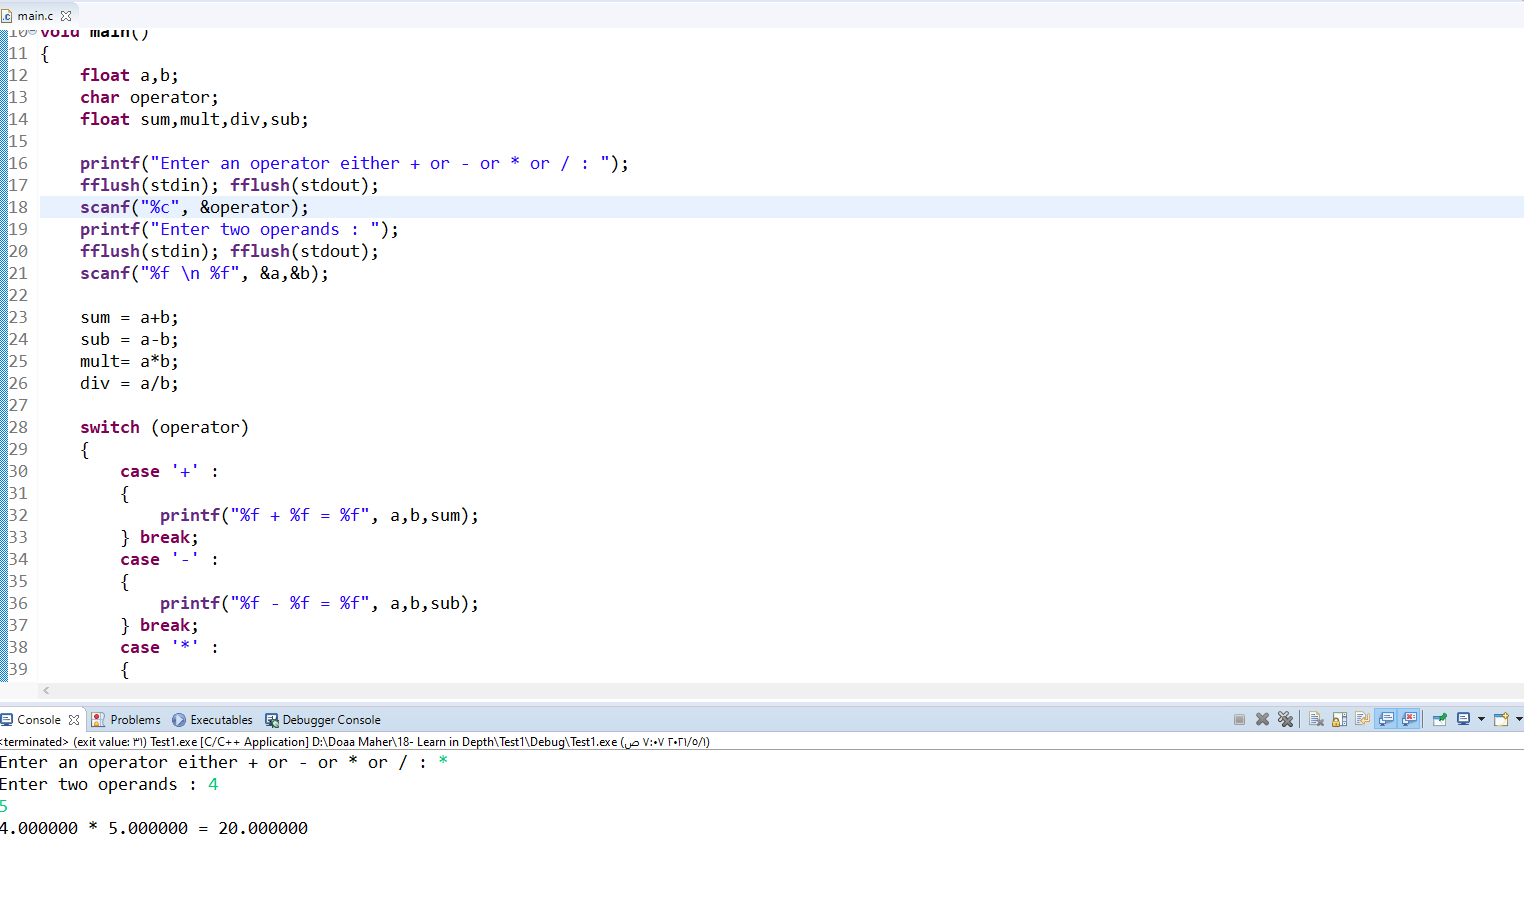 main.c
10 void main()
11 {
12 float a,b;
13 char operator;
14 float sum,mult,div,sub;
15
16 printf("Enter an operator either + or - or * or / : ");
17 fflush(stdin); fflush(stdout);
18 scanf("%c", &operator);
19 printf("Enter two operands : ");
20 fflush(stdin); fflush(stdout);
21 scanf("%f \n %f", &a,&b);
22
23 sum = a+b;
24 sub = a-b;
25 mult= a*b;
26 div = a/b;
27
28 switch (operator)
29 {
30 case '+' :
31 {
32 printf("%f + %f = %f", a,b,sum);
33 } break;
34 case '-' :
35 {
36 printf("%f - %f = %f", a,b,sub);
37 } break;
38 case '*' :
39 {
Console Problems Executables Debugger Console
<terminated> (exit value: ٣١) Test1.exe [C/C++ Application] D:\Doaa Maher\18- Learn in Depth\Test1\Debug\Test1.exe (ص ٧:٠٧ ٢٠٢١/٥/١)
Enter an operator either + or - or * or / : *
Enter two operands : 4
5
4.000000 * 5.000000 = 20.000000